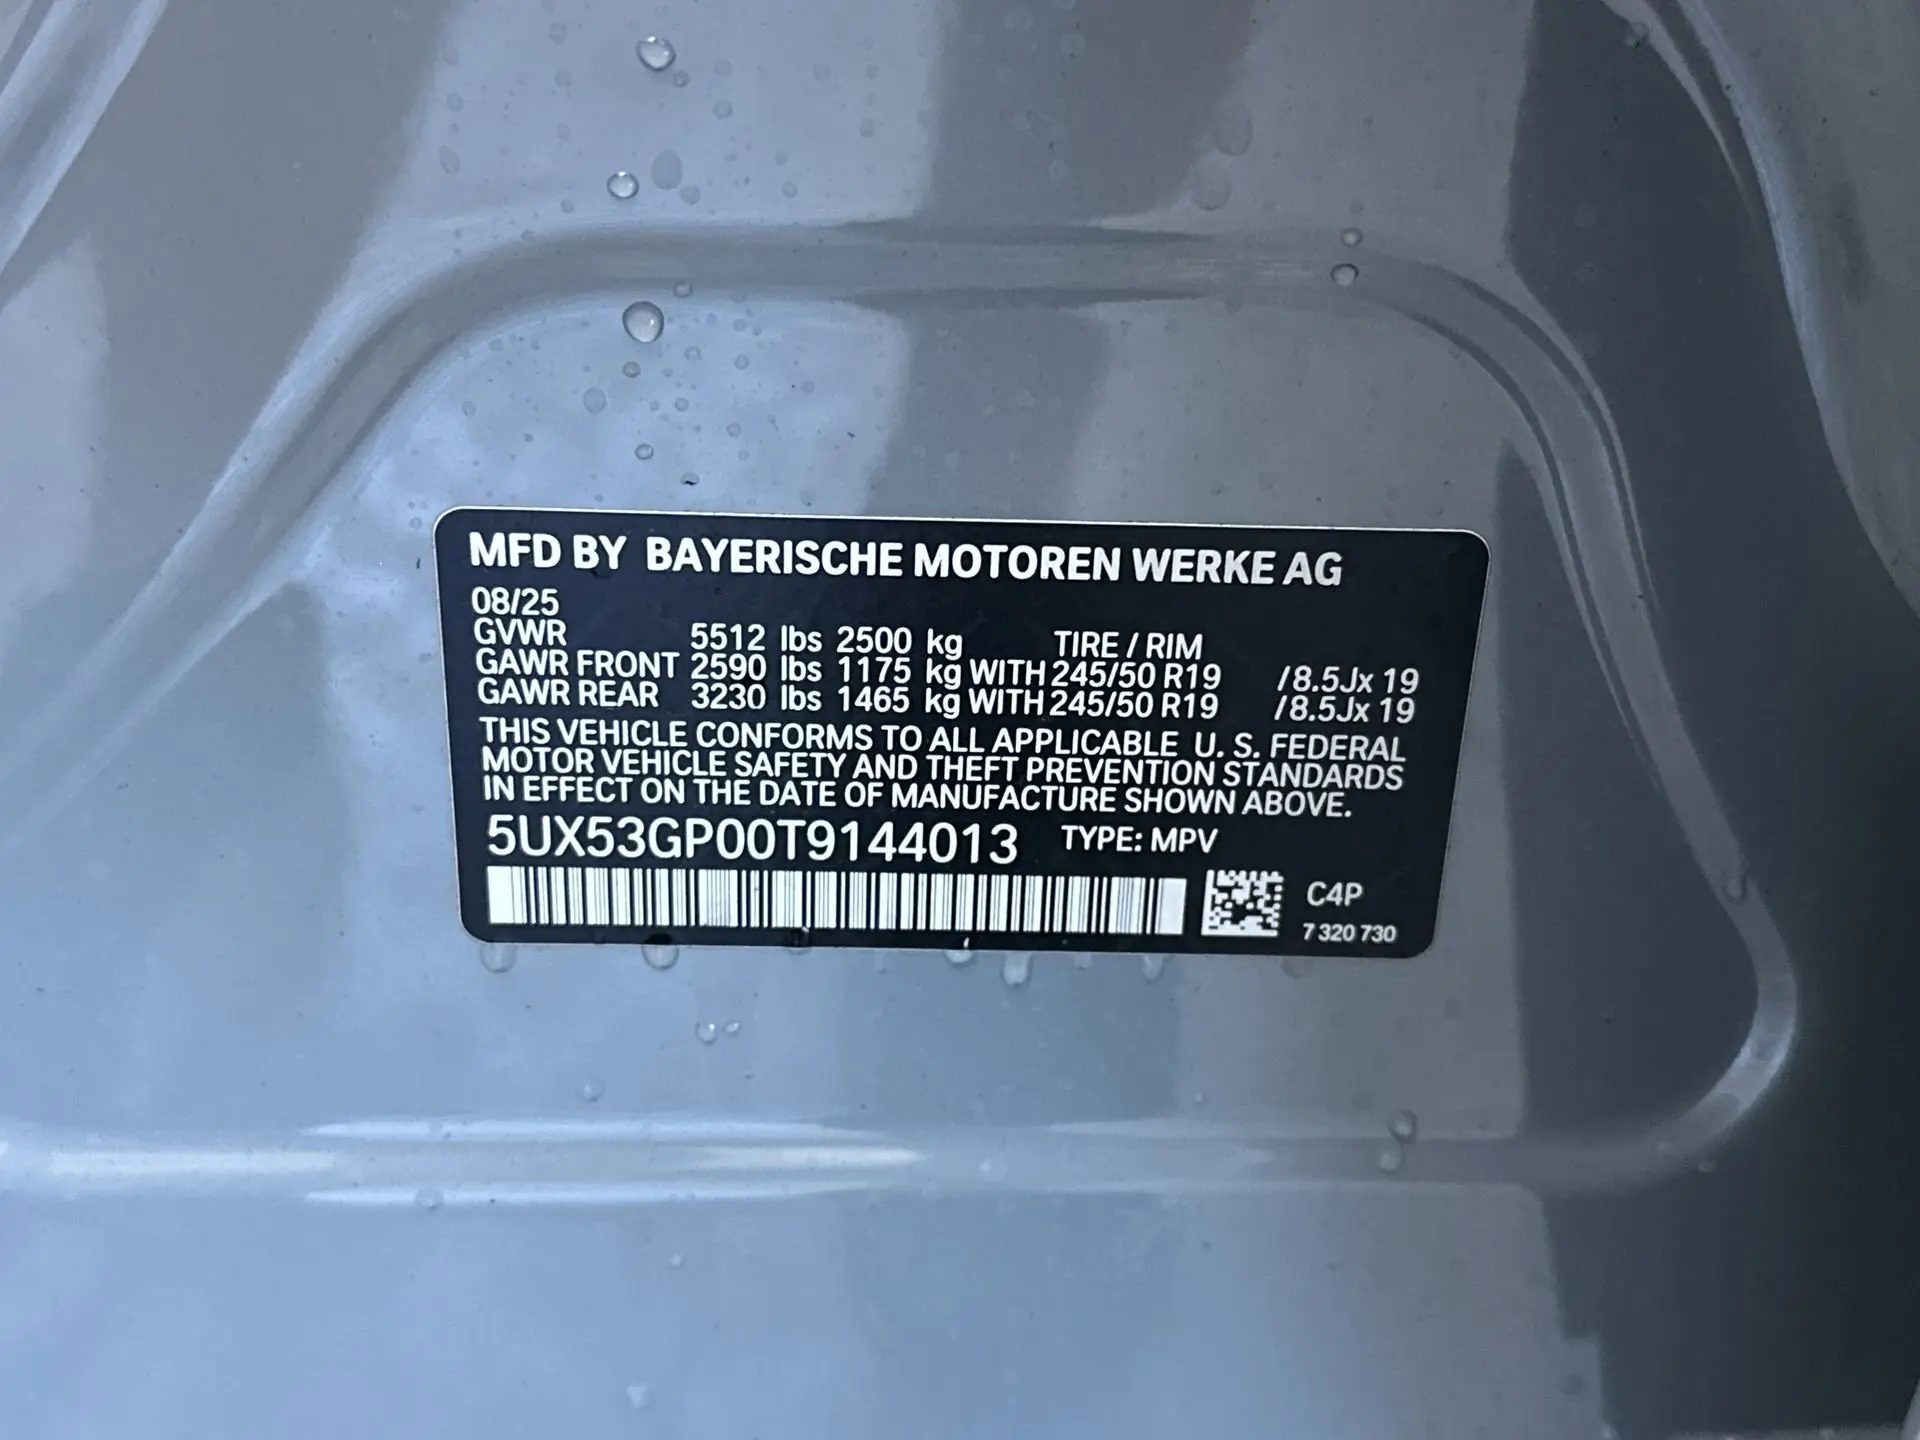 MFD BY BAYERISCHE MOTOREN WERKE AG
08/25
GVWR 5512 lbs 2500 kg TIRE / RIM
GAWR FRONT 2590 lbs 1175 kg WITH 245/50 R19 /8.5Jx 19
GAWR REAR 3230 lbs 1465 kg WITH 245/50 R19 /8.5Jx 19
THIS VEHICLE CONFORMS TO ALL APPLICABLE U. S. FEDERAL
MOTOR VEHICLE SAFETY AND THEFT PREVENTION STANDARDS
IN EFFECT ON THE DATE OF MANUFACTURE SHOWN ABOVE.
5UX53GP00T9144013 TYPE: MPV
C4P
7 320 730